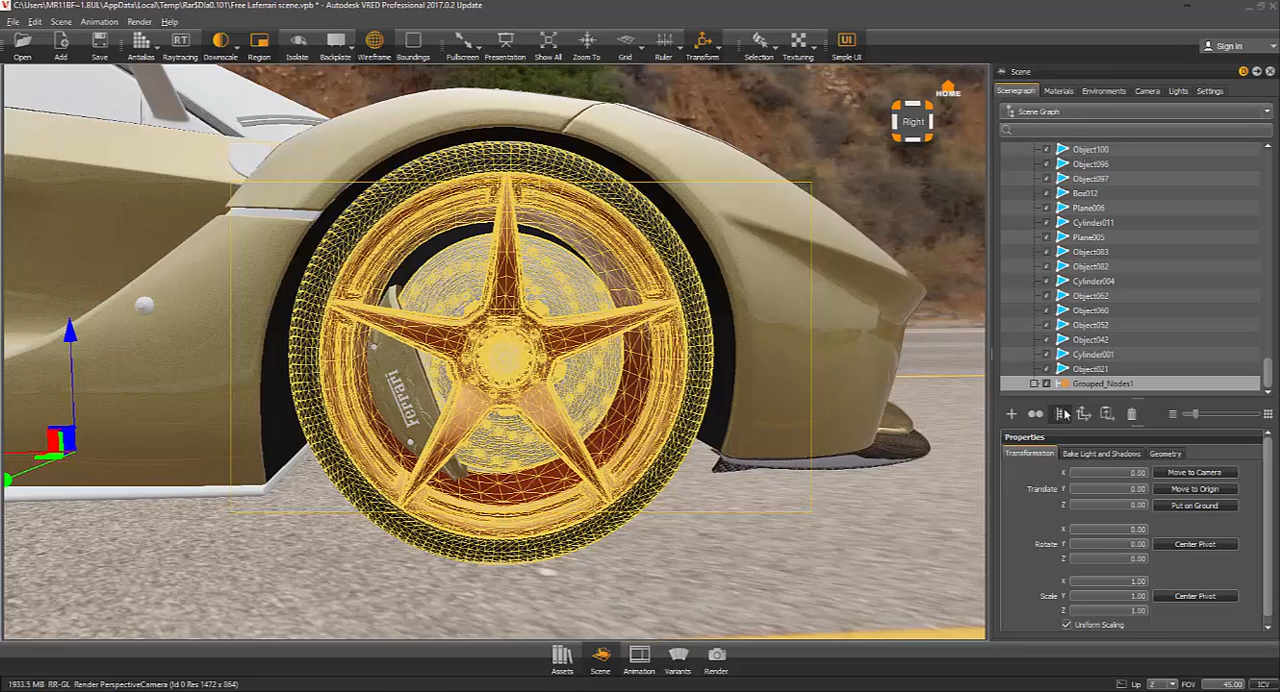 C:\Users\MR11BF~1.BUL\AppData\Local\Temp\Rar$DIa0.101\Free Laferrari scene.vpb * - Autodesk VRED Professional 2017.0.2 Update
File Edit Scene Animation Render Help
Open Add Save Antialias Raytracing Downscale Region Isolate Backplate Wireframe Boundings Fullscreen Presentation Show All Zoom To Grid Ruler Transform Selection Texturing Simple UI
RT
UI
Sign In
HOME
Right
Ferrari
Scene
Scenegraph Materials Environments Camera Lights Settings
Scene Graph
Object100
Object096
Object097
Box012
Plane006
Cylinder011
Plane005
Object083
Object082
Cylinder004
Object062
Object060
Object052
Object042
Cylinder001
Object021
Grouped_Nodes1
Properties
Transformation Bake Light and Shadows Geometry
X 0.00 Move to Camera
Translate Y 0.00 Move to Origin
Z 0.00 Put on Ground
X 0.00
Rotate Y 0.00 Center Pivot
Z 0.00
X 1.00
Scale Y 1.00 Center Pivot
Z 1.00
Uniform Scaling
Assets Scene Animation Variants Render
1933.5 MB RR-GL Render PerspectiveCamera (Id 0 Res 1472 x 864)
Up Z FOV 45.00 ICV